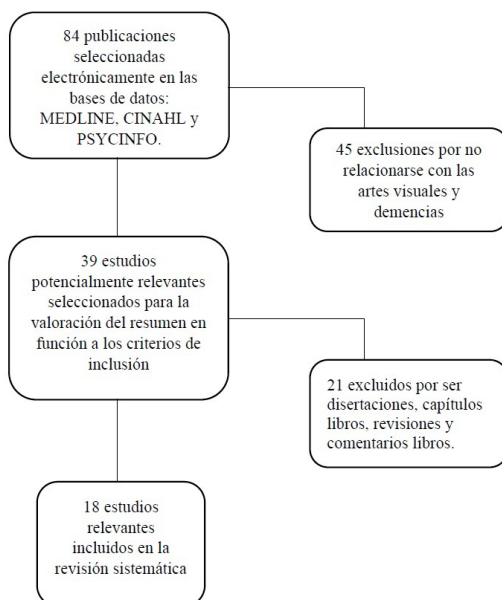 84 publicaciones
seleccionadas
electrónicamente en las
bases de datos:
MEDLINE, CINAHL y
PSYCINFO.
45 exclusiones por no
relacionarse con las
artes visuales y
demencias
39 estudios
potencialmente relevantes
seleccionados para la
valoración del resumen en
función a los criterios de
inclusión
21 excluidos por ser
disertaciones, capítulos
libros, revisiones y
comentarios libros.
18 estudios
relevantes
incluidos en la
revisión sistemática